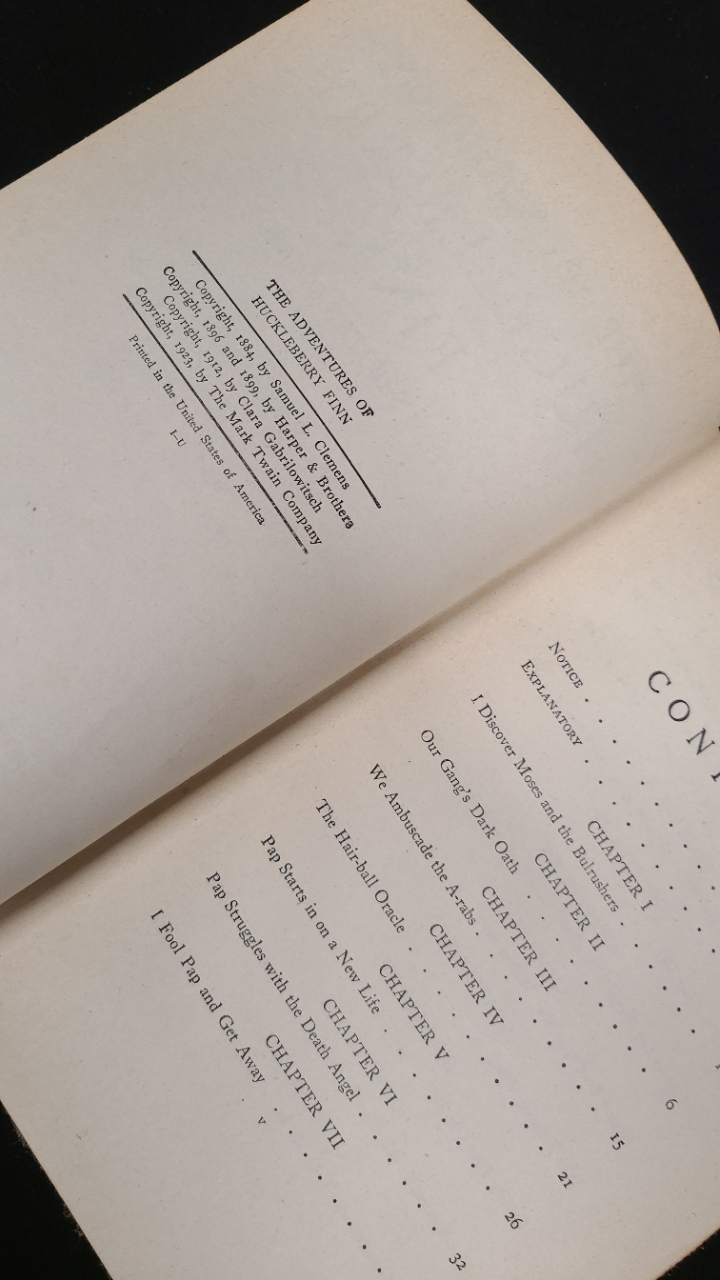 THE ADVENTURES OF
HUCKLEBERRY FINN
Copyright, 1884, by Samuel L. Clemens
Copyright, 1896 and 1899, by Harper & Brothers
Copyright, 1912, by Clara Gabrilowitsch
Copyright, 1923, by The Mark Twain Company
Printed in the United States of America
I-U
NOTICE . . . . .
EXPLANATORY . . . . .
CHAPTER I
I Discover Moses and the Bulrushers . . . .
CHAPTER II
Our Gang's Dark Oath . . . . . . 6
CHAPTER III
We Ambuscade the A-rabs . . . . . . 15
CHAPTER IV
The Hair-ball Oracle . . . . . . . 21
CHAPTER V
Pap Starts in on a New Life . . . . . . 26
CHAPTER VI
Pap Struggles with the Death Angel . . . . 32
CHAPTER VII
I Fool Pap and Get Away . . . . . .
v